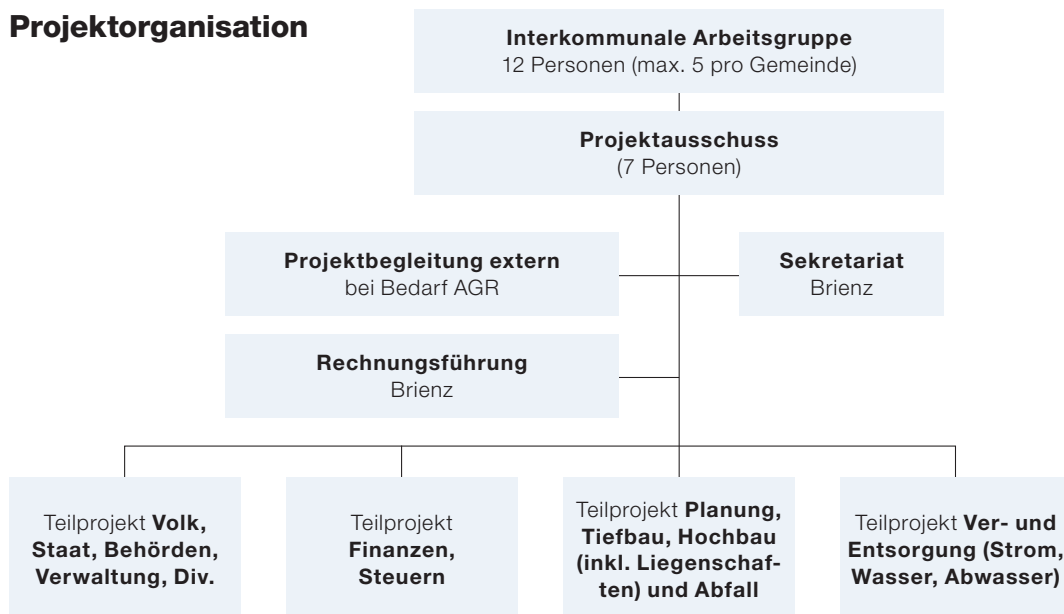 Projektorganisation
Interkommunale Arbeitsgruppe
12 Personen (max. 5 pro Gemeinde)
Projektausschuss
(7 Personen)
Projektbegleitung extern
bei Bedarf AGR
Sekretariat
Brienz
Rechnungsführung
Brienz
Teilprojekt Volk,
Staat, Behörden,
Verwaltung, Div.
Teilprojekt
Finanzen,
Steuern
Teilprojekt Planung,
Tiefbau, Hochbau
(inkl. Liegenschaf-
ten) und Abfall
Teilprojekt Ver- und
Entsorgung (Strom,
Wasser, Abwasser)